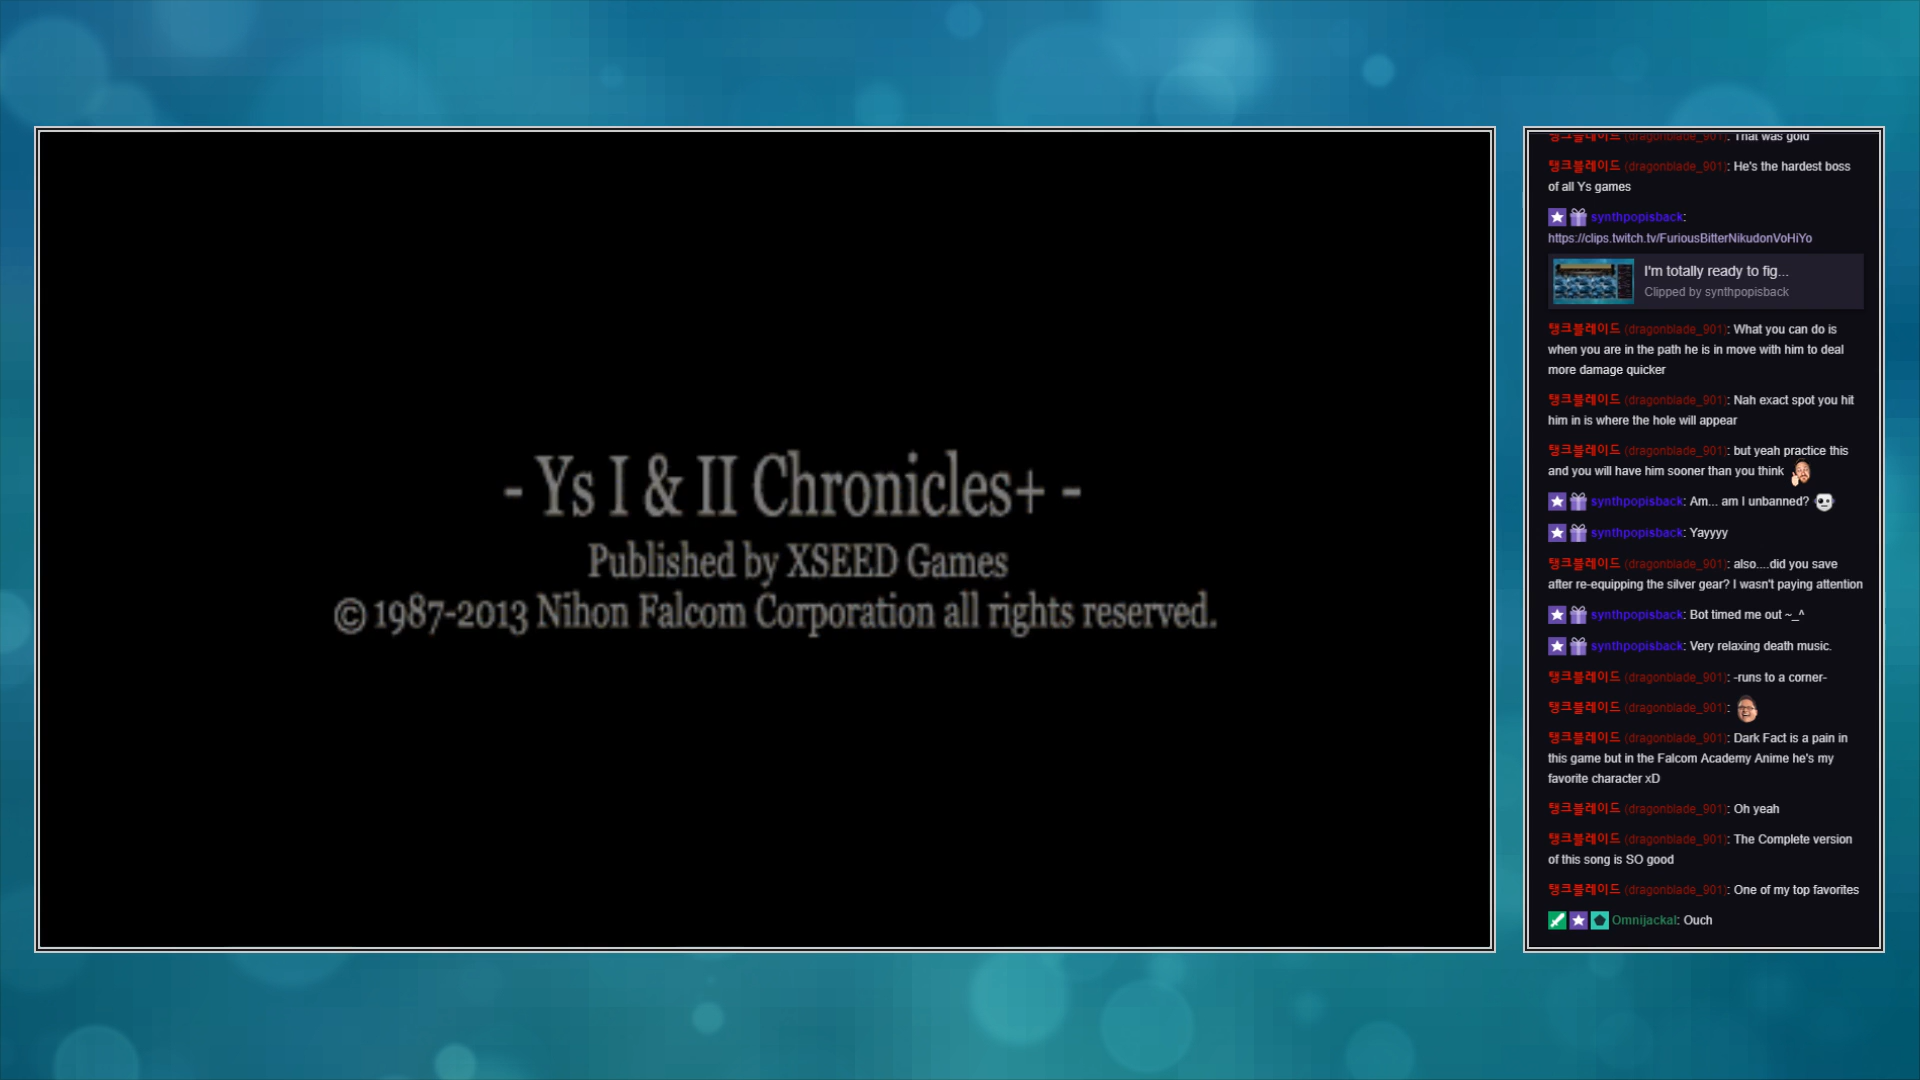 - Ys I & II Chronicles+ -
Published by XSEED Games
© 1987-2013 Nihon Falcom Corporation all rights reserved.
탱크블레이드 (dragonblade_901): That was gold
탱크블레이드 (dragonblade_901): He's the hardest boss
of all Ys games
synthpopisback:
https://clips.twitch.tv/FuriousBitterNikudonVoHiYo
I'm totally ready to fig...
Clipped by synthpopisback
탱크블레이드 (dragonblade_901): What you can do is
when you are in the path he is in move with him to deal
more damage quicker
탱크블레이드 (dragonblade_901): Nah exact spot you hit
him in is where the hole will appear
탱크블레이드 (dragonblade_901): but yeah practice this
and you will have him sooner than you think
synthpopisback: Am... am I unbanned?
synthpopisback: Yayyyy
탱크블레이드 (dragonblade_901): also....did you save
after re-equipping the silver gear? I wasn't paying attention
synthpopisback: Bot timed me out ~_^
synthpopisback: Very relaxing death music.
탱크블레이드 (dragonblade_901): -runs to a corner-
탱크블레이드 (dragonblade_901):
탱크블레이드 (dragonblade_901): Dark Fact is a pain in
this game but in the Falcom Academy Anime he's my
favorite character xD
탱크블레이드 (dragonblade_901): Oh yeah
탱크블레이드 (dragonblade_901): The Complete version
of this song is SO good
탱크블레이드 (dragonblade_901): One of my top favorites
Omnijackal: Ouch